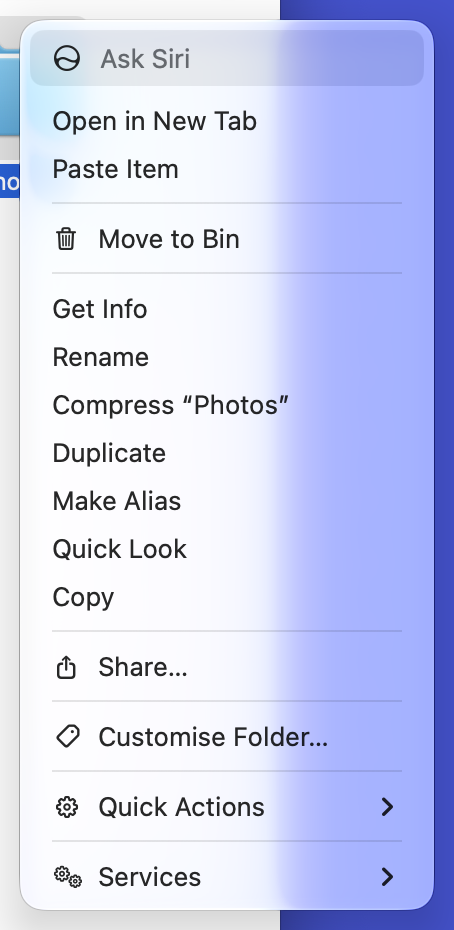 Ask Siri
Open in New Tab
Paste Item
Move to Bin
Get Info
Rename
Compress “Photos”
Duplicate
Make Alias
Quick Look
Copy
Share...
Customise Folder...
Quick Actions
Services